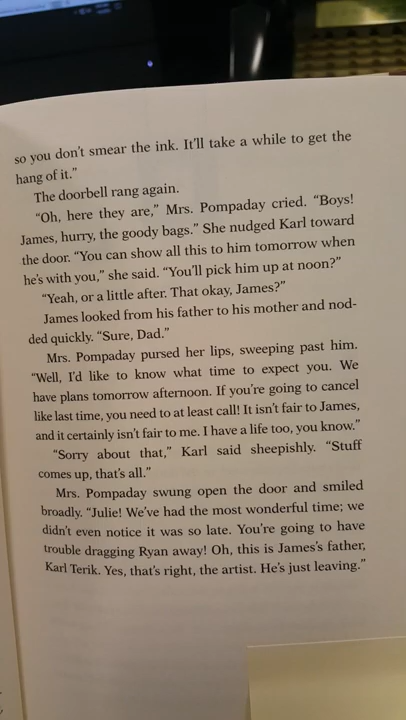 so you don't smear the ink. It'll take a while to get the
hang of it."
The doorbell rang again.
"Oh, here they are," Mrs. Pompaday cried. "Boys!
James, hurry, the goody bags." She nudged Karl toward
the door. "You can show all this to him tomorrow when
he's with you," she said. "You'll pick him up at noon?"
"Yeah, or a little after. That okay, James?"
James looked from his father to his mother and nod-
ded quickly. "Sure, Dad."
Mrs. Pompaday pursed her lips, sweeping past him.
"Well, I'd like to know what time to expect you. We
have plans tomorrow afternoon. If you're going to cancel
like last time, you need to at least call! It isn't fair to James,
and it certainly isn't fair to me. I have a life too, you know."
"Sorry about that," Karl said sheepishly. "Stuff
comes up, that's all."
Mrs. Pompaday swung open the door and smiled
broadly. "Julie! We've had the most wonderful time; we
didn't even notice it was so late. You're going to have
trouble dragging Ryan away! Oh, this is James's father,
Karl Terik. Yes, that's right, the artist. He's just leaving."